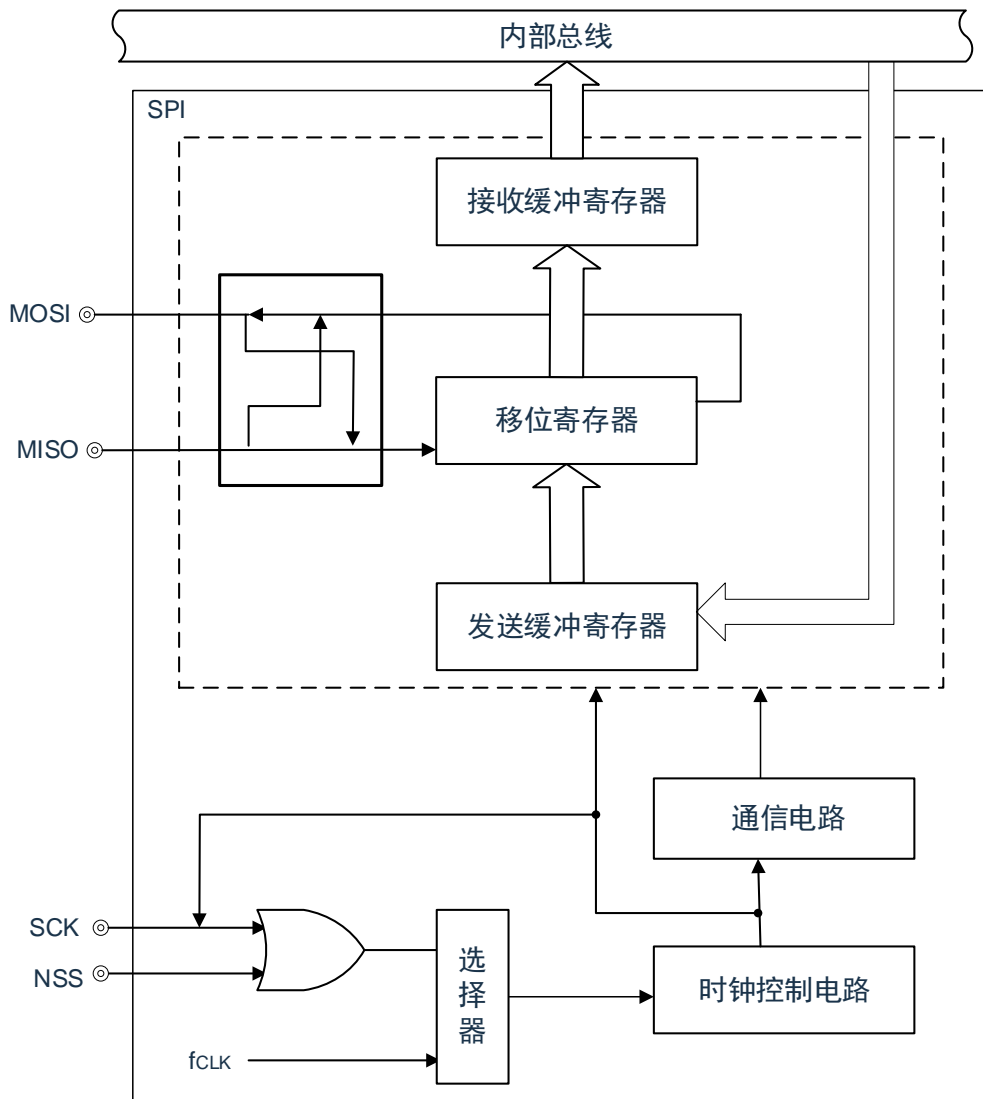 内部总线
SPI
接收缓冲寄存器
MOSI
移位寄存器
MISO
发送缓冲寄存器
通信电路
SCK
NSS
选择器
时钟控制电路
fCLK